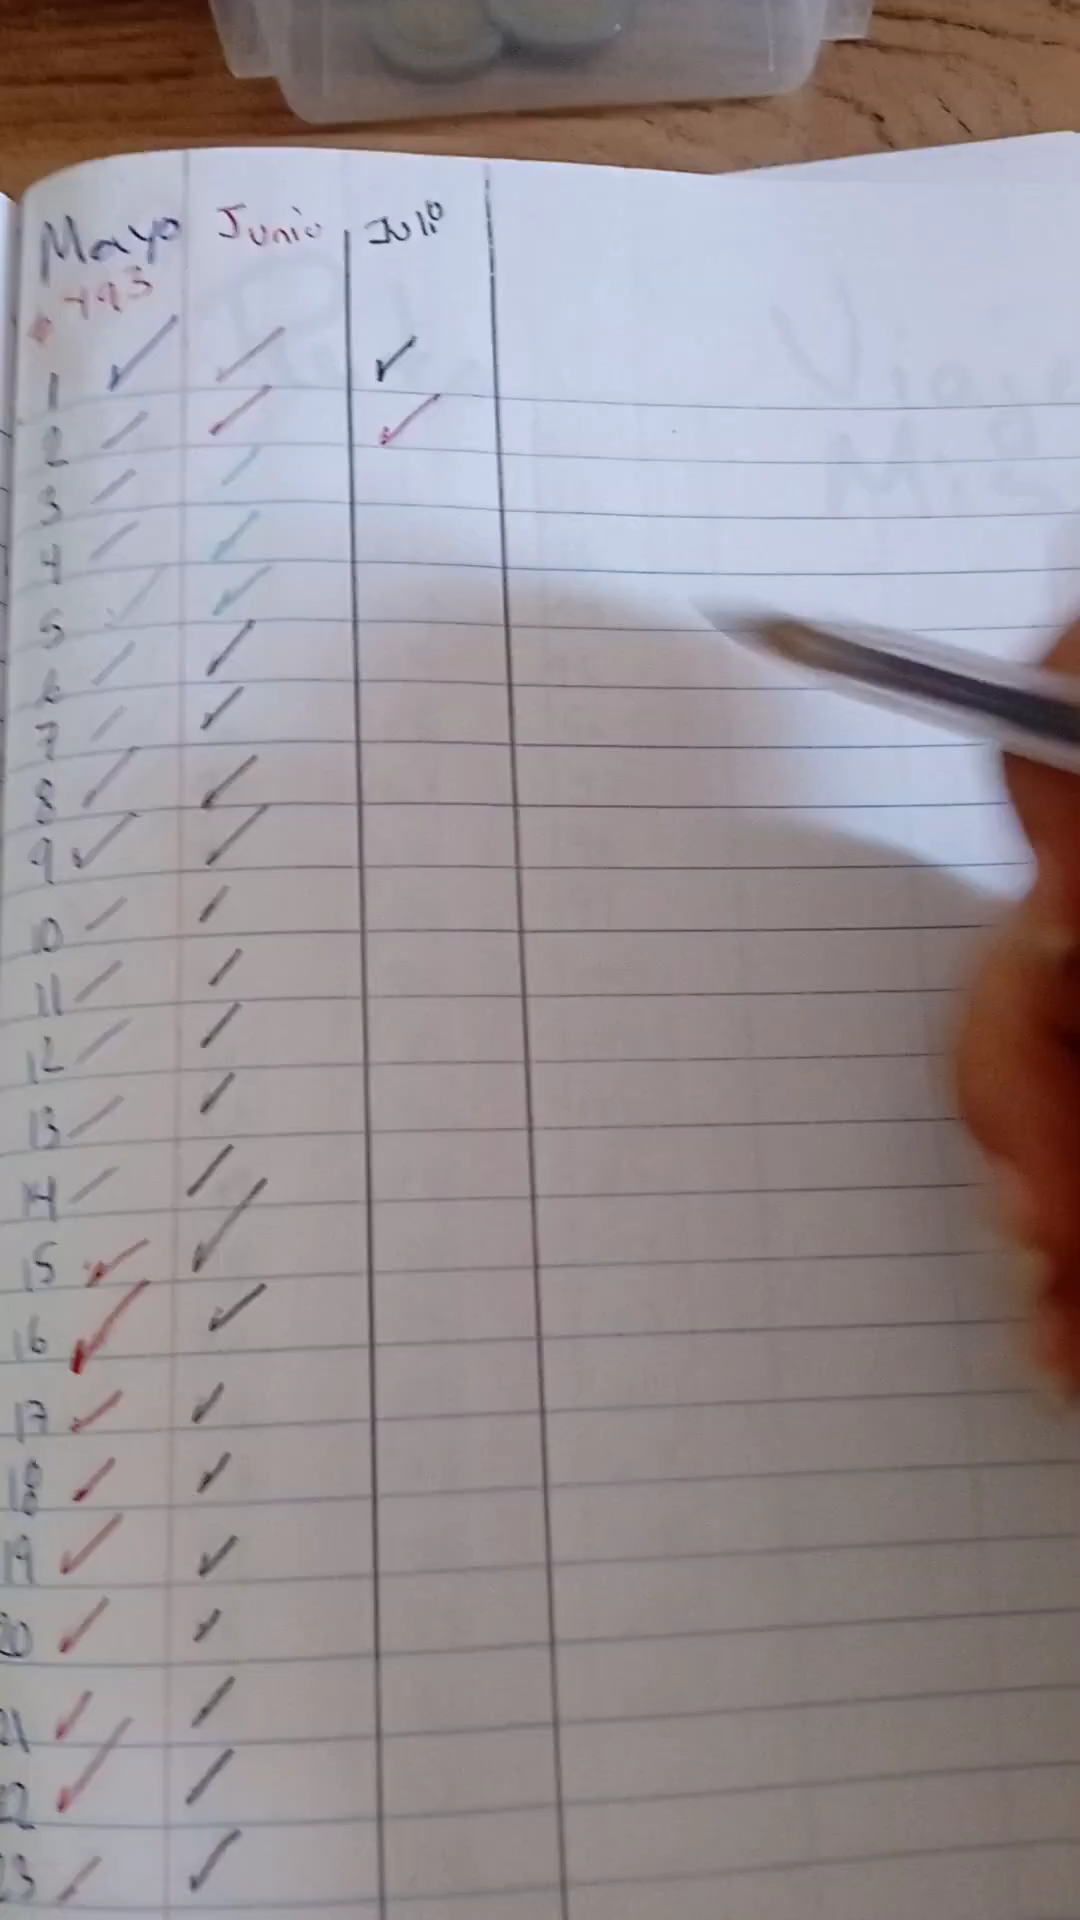 Mayo Junio Julio
493
1 ✓ ✓ ✓
2 ✓ ✓ ✓
3 ✓ ✓
4 ✓ ✓
5 ✓ ✓
6 ✓ ✓
7 ✓ ✓
8 ✓ ✓
9 ✓ ✓
10 ✓ ✓
11 ✓ ✓
12 ✓ ✓
13 ✓ ✓
14 ✓ ✓
15 ✓ ✓
16 ✓ ✓
17 ✓ ✓
18 ✓ ✓
19 ✓ ✓
20 ✓ ✓
21 ✓ ✓
22 ✓ ✓
23 ✓ ✓